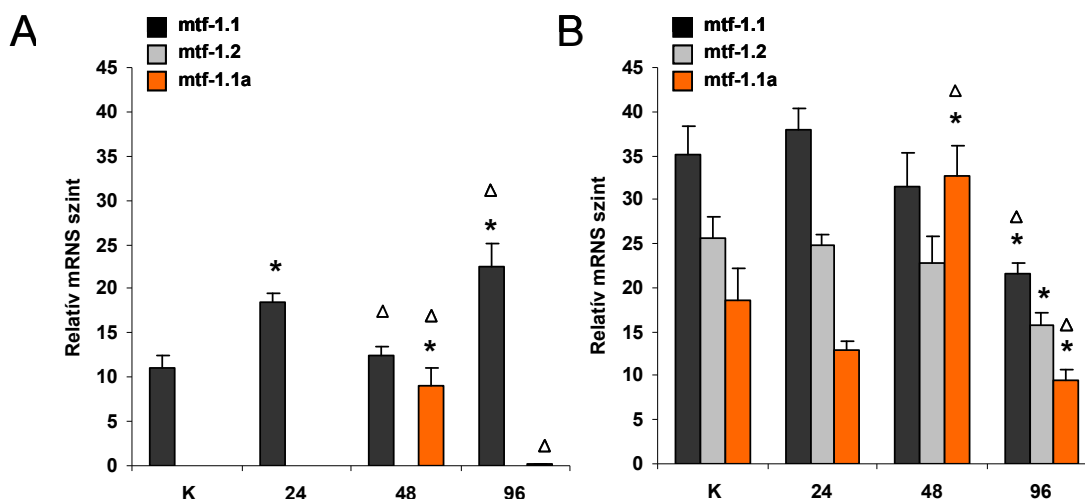 A
mtf-1.1
mtf-1.2
mtf-1.1a
45
40
35
30
25
20
15
10
5
0
Relatív mRNS szint
Δ
*
*
Δ
Δ
*
Δ
K 24 48 96
B
mtf-1.1
mtf-1.2
mtf-1.1a
45
40
35
30
25
20
15
10
5
0
Relatív mRNS szint
Δ
*
Δ
*
*
Δ
*
K 24 48 96